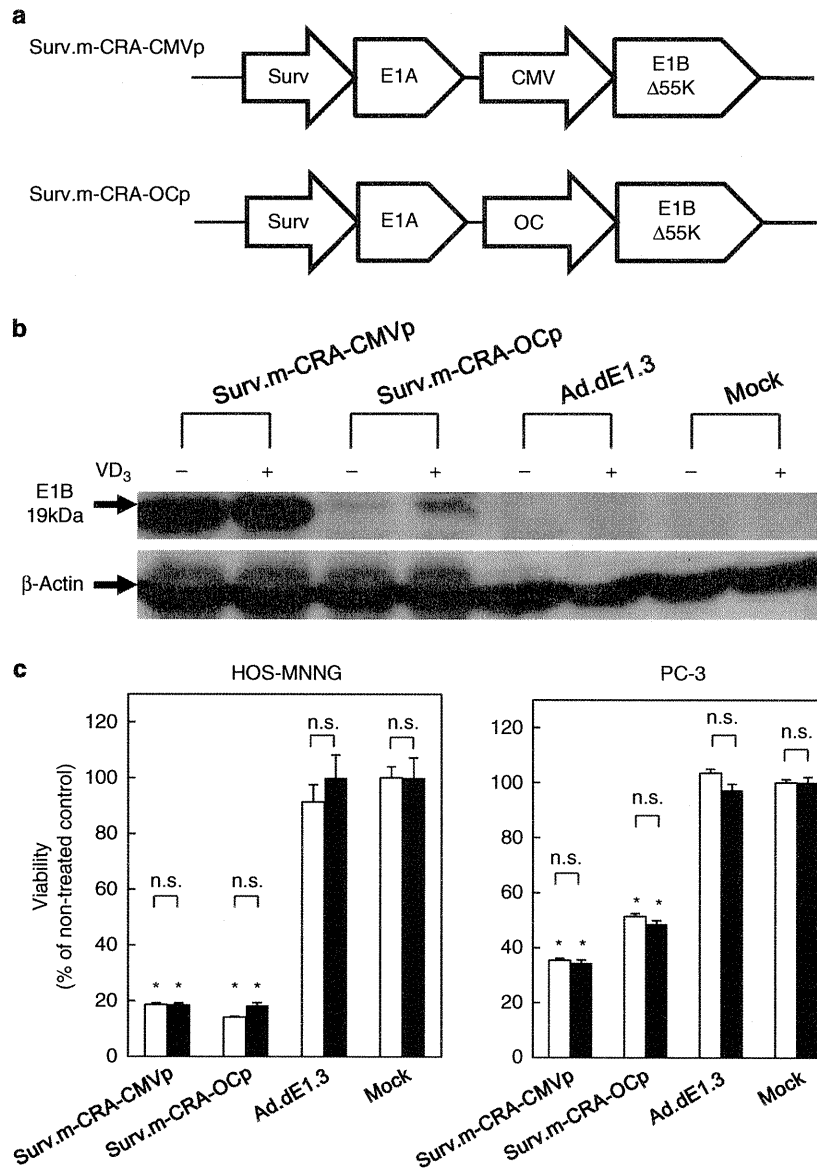 a
Surv.m-CRA-CMVp
Surv
E1A
CMV
E1B
Δ55K
Surv.m-CRA-OCp
Surv
E1A
OC
E1B
Δ55K
b
Surv.m-CRA-CMVp
Surv.m-CRA-OCp
Ad.dE1.3
Mock
VD3 – + – + – + – +
E1B
19kDa
β-Actin
c
HOS-MNNG
Viability
(% of non-treated control)
120
100
80
60
40
20
0
n.s.
n.s.
n.s.
n.s.
* *
* *
Surv.m-CRA-CMVp
Surv.m-CRA-OCp
Ad.dE1.3
Mock
PC-3
120
100
80
60
40
20
0
n.s.
n.s.
n.s.
n.s.
* *
* *
Surv.m-CRA-CMVp
Surv.m-CRA-OCp
Ad.dE1.3
Mock